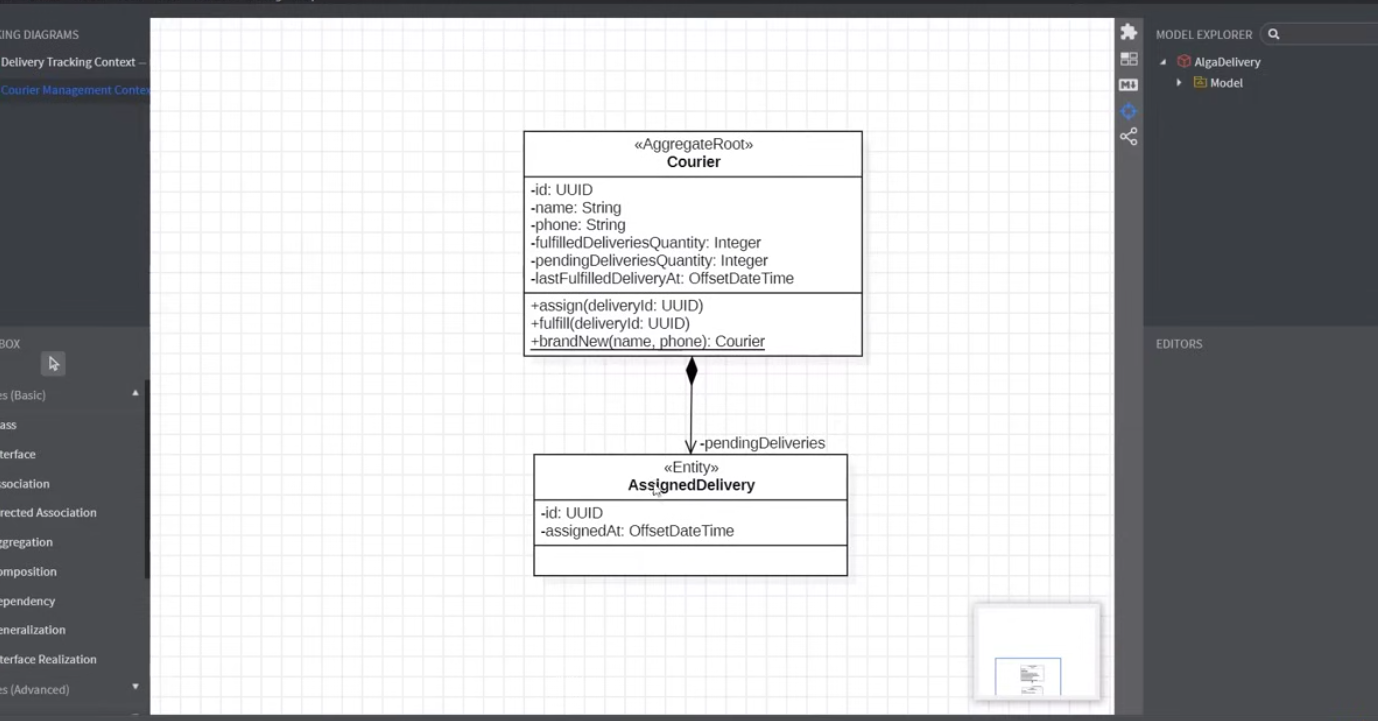 KING DIAGRAMS
Delivery Tracking Context —
Courier Management Contex
BOX
es (Basic)
ass
terface
ssociation
rected Association
ggregation
omposition
ependency
eneralization
terface Realization
es (Advanced)
«AggregateRoot»
Courier
-id: UUID
-name: String
-phone: String
-fulfilledDeliveriesQuantity: Integer
-pendingDeliveriesQuantity: Integer
-lastFulfilledDeliveryAt: OffsetDateTime
+assign(deliveryId: UUID)
+fulfill(deliveryId: UUID)
+brandNew(name, phone): Courier
-pendingDeliveries
«Entity»
AssignedDelivery
-id: UUID
-assignedAt: OffsetDateTime
MODEL EXPLORER
AlgaDelivery
Model
EDITORS